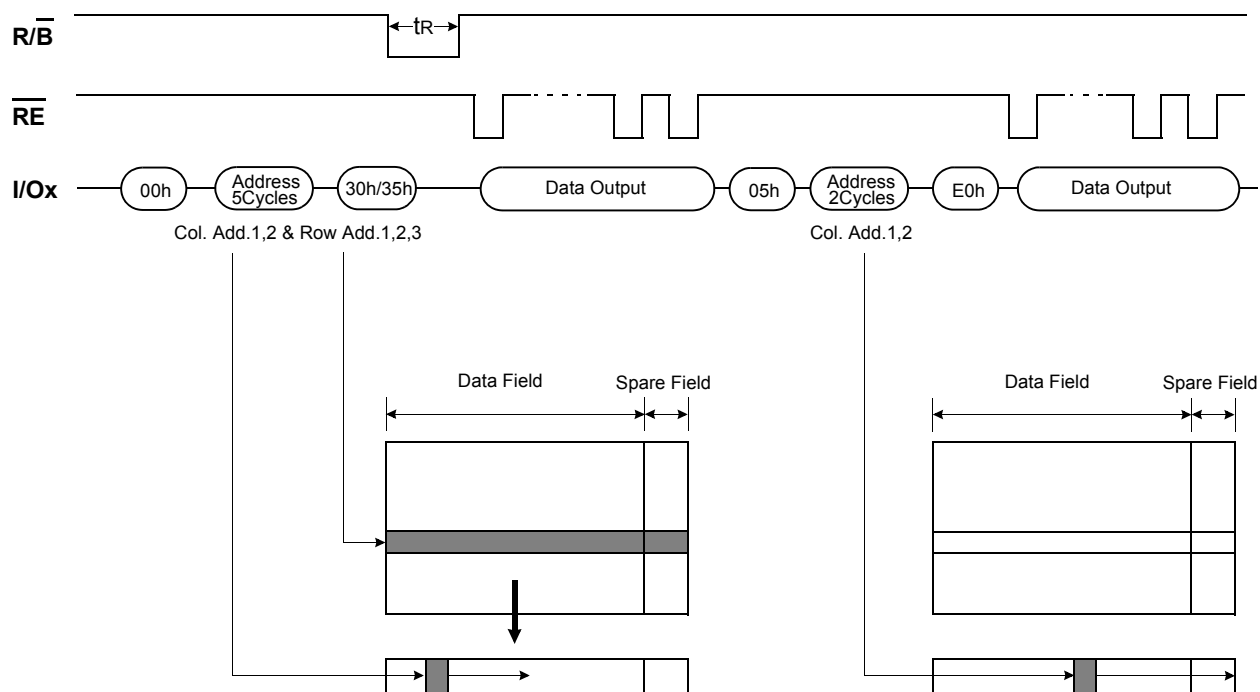 R/B
tR
RE
I/Ox
00h
Address
5Cycles
30h/35h
Data Output
05h
Address
2Cycles
E0h
Data Output
Col. Add.1,2 & Row Add.1,2,3
Col. Add.1,2
Data Field
Spare Field
Data Field
Spare Field